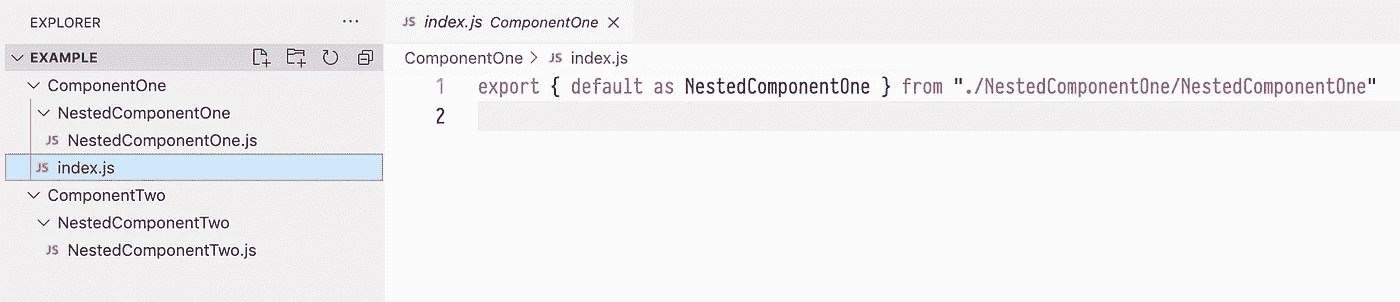 EXPLORER ...
EXAMPLE
ComponentOne
NestedComponentOne
JS NestedComponentOne.js
JS index.js
ComponentTwo
NestedComponentTwo
JS NestedComponentTwo.js
JS index.js ComponentOne
ComponentOne > JS index.js
1 export { default as NestedComponentOne } from "./NestedComponentOne/NestedComponentOne"
2